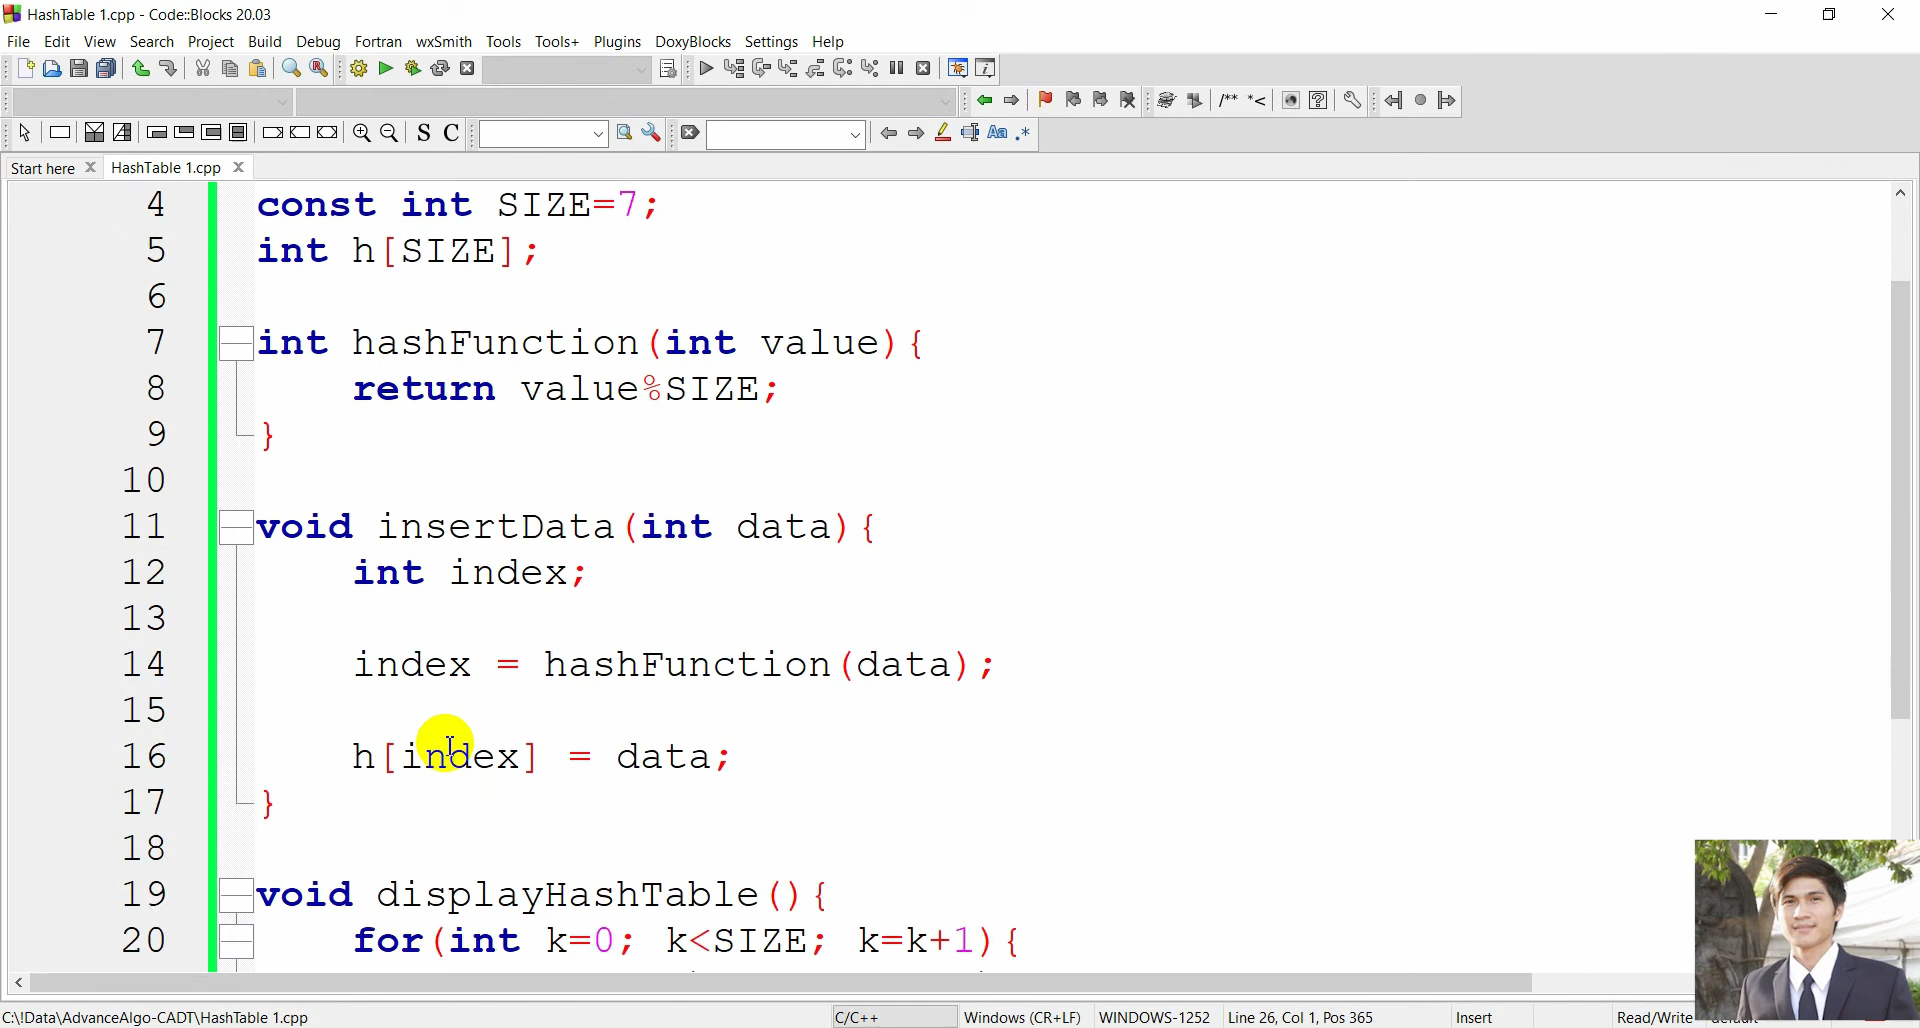 HashTable 1.cpp - Code::Blocks 20.03
File Edit View Search Project Build Debug Fortran wxSmith Tools Tools+ Plugins DoxyBlocks Settings Help
/** *<
S C Aa .*
Start here HashTable 1.cpp
4 const int SIZE=7;
5 int h[SIZE];
6
7 int hashFunction(int value){
8 return value%SIZE;
9 }
10
11 void insertData(int data){
12 int index;
13
14 index = hashFunction(data);
15
16 h[index] = data;
17 }
18
19 void displayHashTable(){
20 for(int k=0; k<SIZE; k=k+1){
C:\!Data\AdvanceAlgo-CADT\HashTable 1.cpp C/C++ Windows (CR+LF) WINDOWS-1252 Line 26, Col 1, Pos 365 Insert Read/Write default